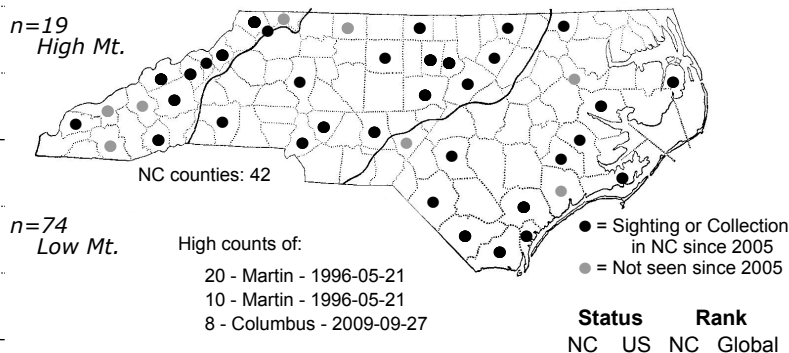 n=19
High Mt.
NC counties: 42
n=74
Low Mt.
High counts of:
20 - Martin - 1996-05-21
10 - Martin - 1996-05-21
8 - Columbus - 2009-09-27
= Sighting or Collection
in NC since 2005
= Not seen since 2005
Status Rank
NC US NC Global